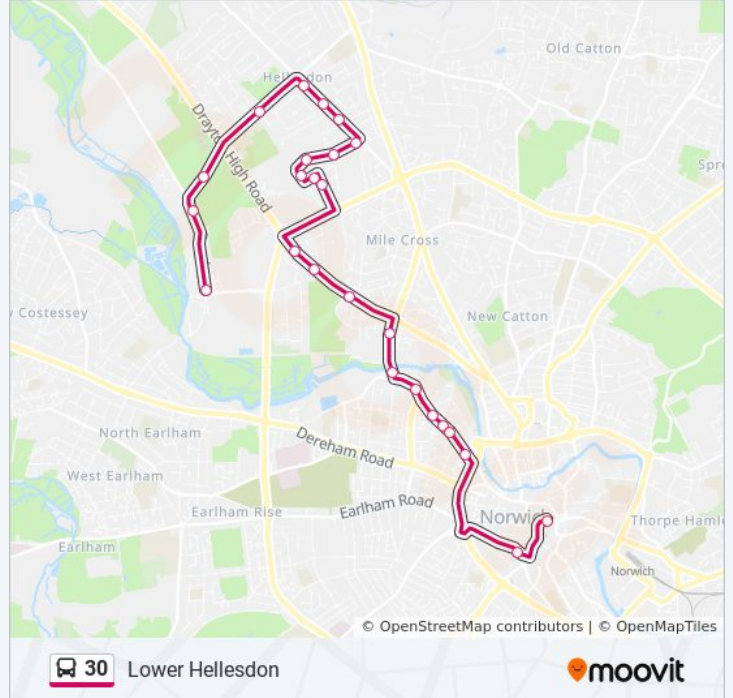 Old Catton
Hellesdon
Drayton High Road
Spr
Mile Cross
Costessey
New Catton
North Earlham
Dereham Road
West Earlham
Earlham Road
Earlham Rise
Norwich
Thorpe Hamle
Earlham
Norwich
© OpenStreetMap contributors | © OpenMapTiles
30 Lower Hellesdon
moovit